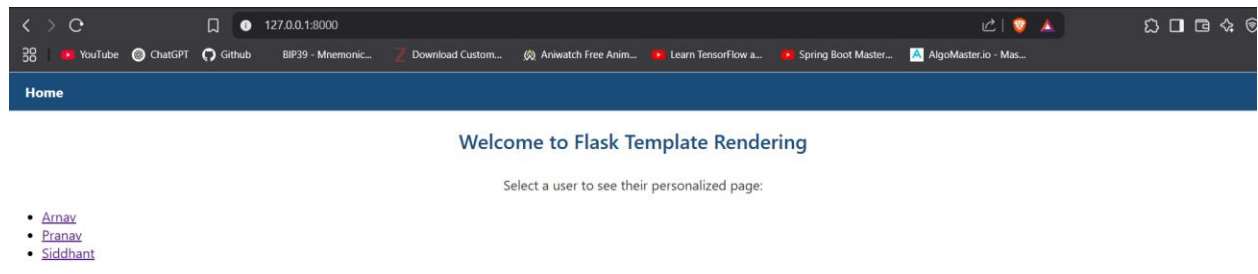 127.0.0.1:8000
YouTube ChatGPT Github BIP39 - Mnemonic... Download Custom... Aniwatch Free Anim... Learn TensorFlow a... Spring Boot Master... AlgoMaster.io - Mas...
Home
Welcome to Flask Template Rendering
Select a user to see their personalized page:
Arnav
Pranav
Siddhant